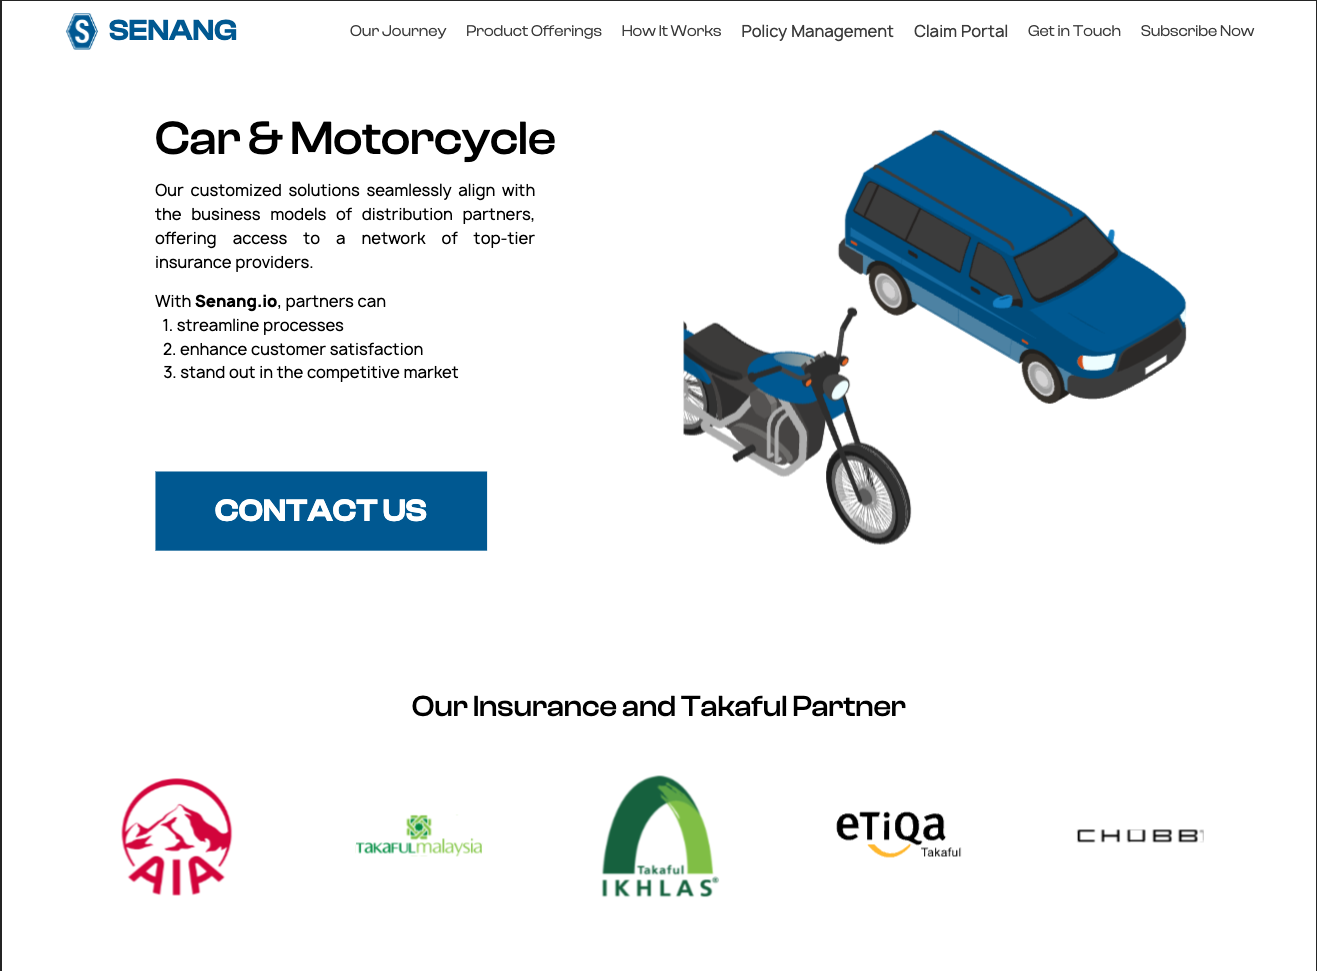 SENANG
Our Journey
Product Offerings
How It Works
Policy Management
Claim Portal
Get in Touch
Subscribe Now
Car & Motorcycle
Our customized solutions seamlessly align with
the business models of distribution partners,
offering access to a network of top-tier
insurance providers.
With Senang.io, partners can
1. streamline processes
2. enhance customer satisfaction
3. stand out in the competitive market
CONTACT US
Our Insurance and Takaful Partner
AIA
TAKAFULmalaysia
Takaful
IKHLAS®
eTiQa
Takaful
CHUBB